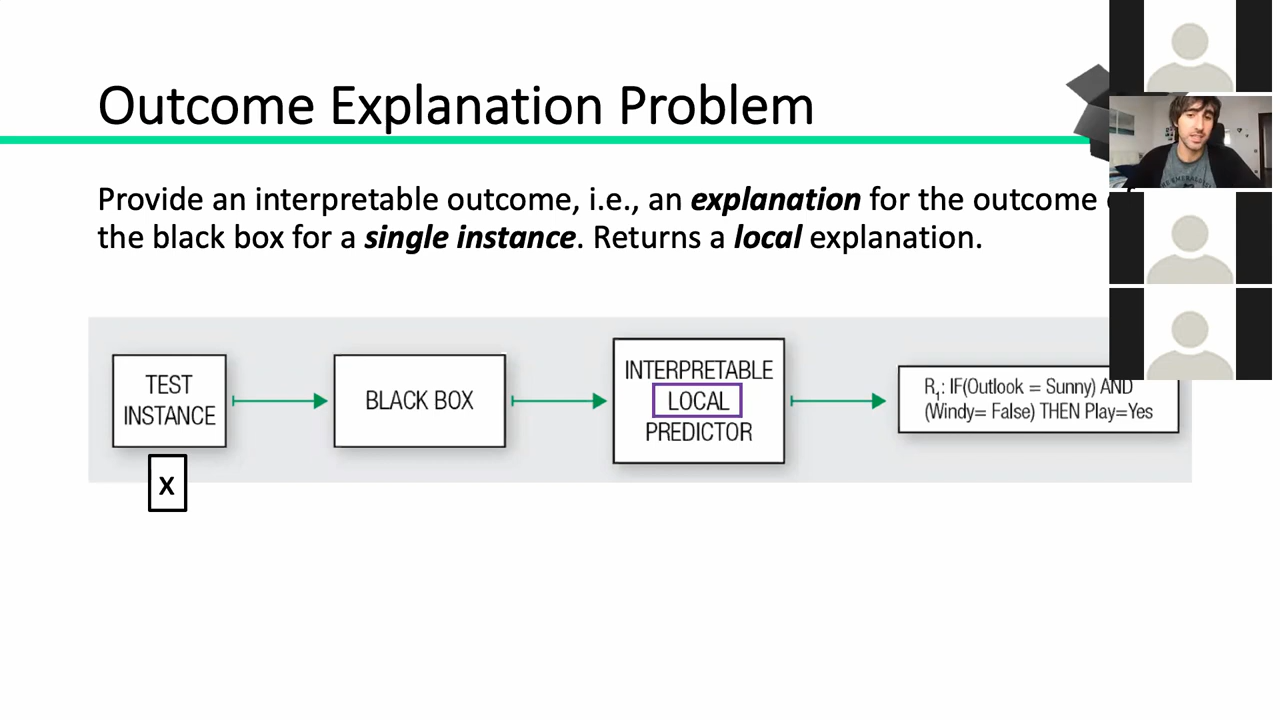 Outcome Explanation Problem
Provide an interpretable outcome, i.e., an explanation for the outcome
the black box for a single instance. Returns a local explanation.
TEST
INSTANCE
X
BLACK BOX
INTERPRETABLE
LOCAL
PREDICTOR
R1: IF(Outlook = Sunny) AND
(Windy= False) THEN Play=Yes